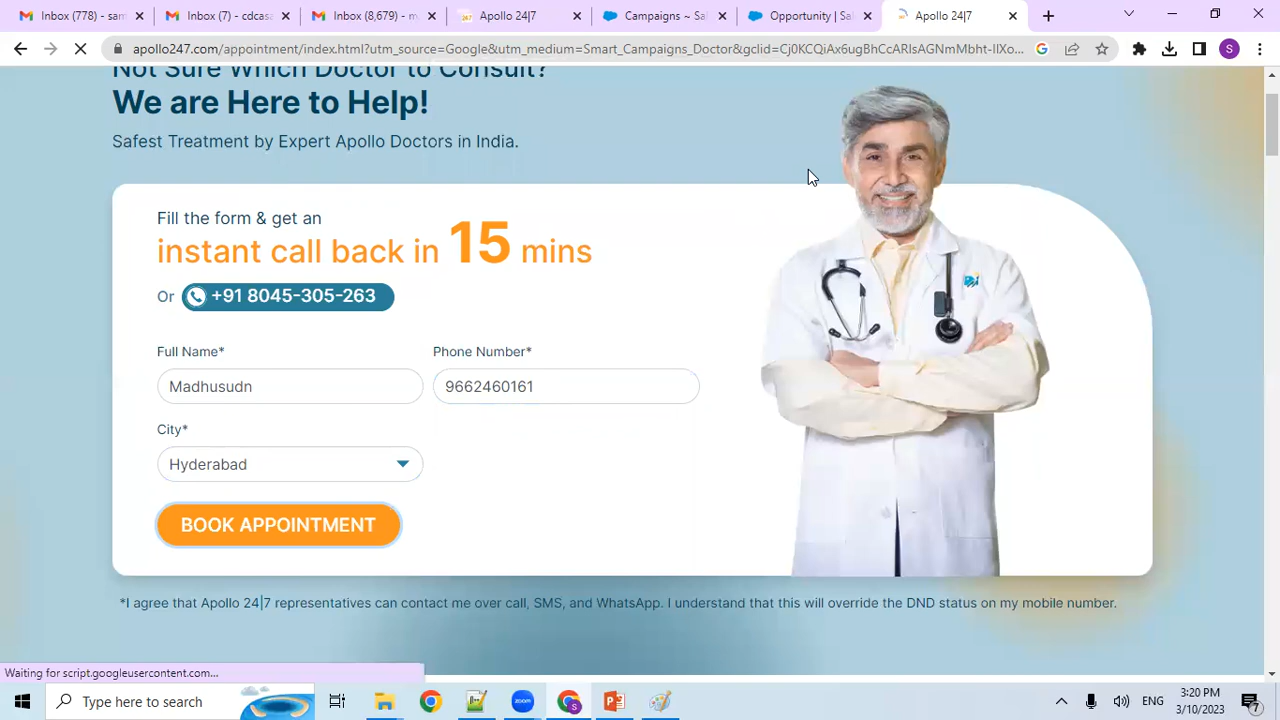 Inbox (778) - sam
Inbox (7) - cdcasa
Inbox (8,679) - m
Apollo 24|7
Campaigns ~ Sal
Opportunity | Sal
Apollo 24|7
apollo247.com/appointment/index.html?utm_source=Google&utm_medium=Smart_Campaigns_Doctor&gclid=Cj0KCQiAx6ugBhCcARIsAGNmMbht-IIXo...
S
Not Sure Which Doctor to Consult?
We are Here to Help!
Safest Treatment by Expert Apollo Doctors in India.
Fill the form & get an
instant call back in 15 mins
Or +91 8045-305-263
Full Name* Phone Number*
Madhusudn 9662460161
City*
Hyderabad
BOOK APPOINTMENT
*I agree that Apollo 24|7 representatives can contact me over call, SMS, and WhatsApp. I understand that this will override the DND status on my mobile number.
Waiting for script.googleusercontent.com...
Type here to search
zoom
ENG
3:20 PM
3/10/2023
7